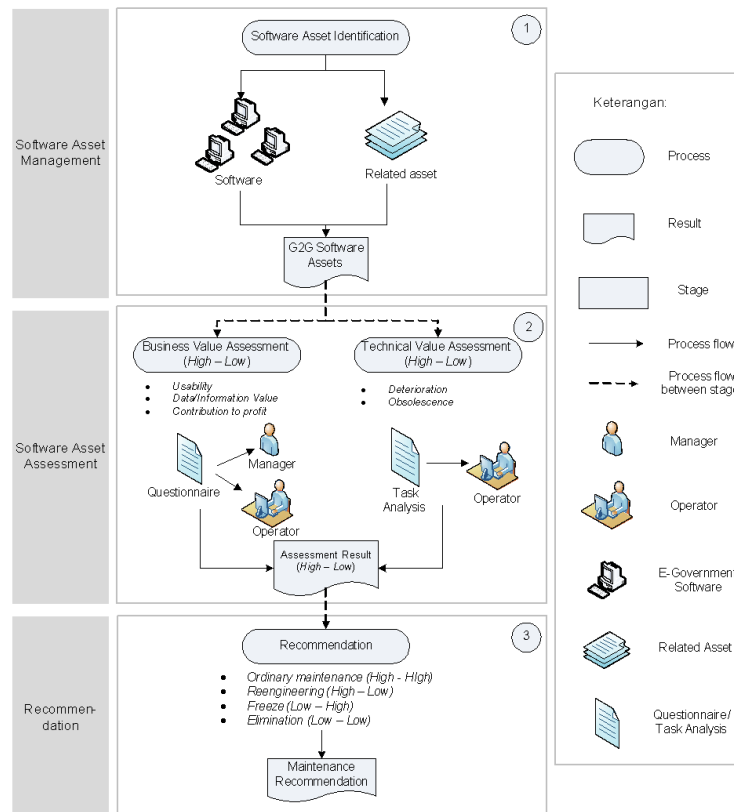 Software Asset
Management
1
Software Asset Identification
Software
Related asset
G2G Software
Assets
Software Asset
Assessment
2
Business Value Assessment
(High – Low)
• Usability
• Data/Information Value
• Contribution to profit
Technical Value Assessment
(High – Low)
• Deterioration
• Obsolescence
Questionnaire
Manager
Operator
Task
Analysis
Operator
Assessment Result
(High – Low)
Recommen-
dation
3
Recommendation
• Ordinary maintenance (High - HIgh)
• Reengineering (High – Low)
• Freeze (Low – High)
• Elimination (Low – Low)
Maintenance
Recommendation
Keterangan:
Process
Result
Stage
Process flow
Process flow
between stage
Manager
Operator
E-Government
Software
Related Asset
Questionnaire/
Task Analysis